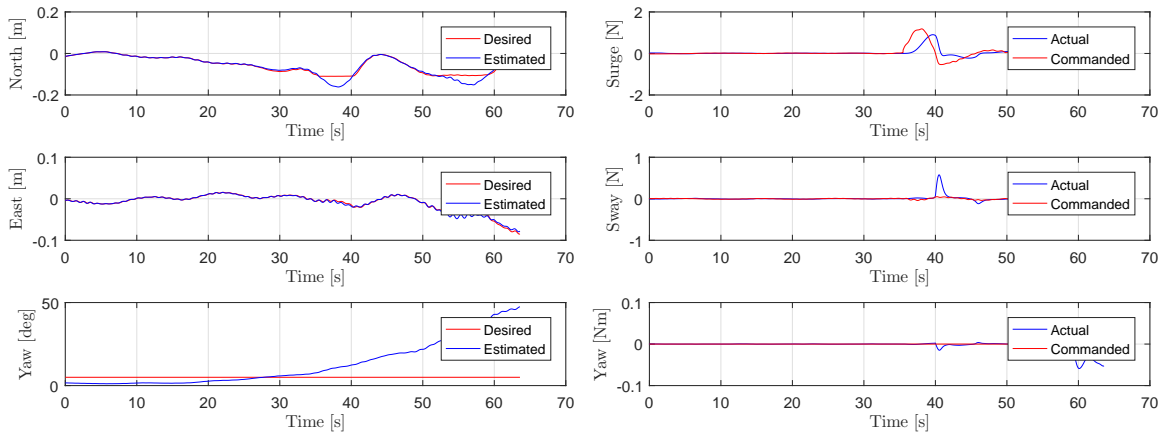 North [m]
0.2
0
-0.2
0 10 20 30 40 50 60 70
Time [s]
Desired
Estimated
Surge [N]
2
0
-2
0 10 20 30 40 50 60 70
Time [s]
Actual
Commanded
East [m]
0.1
0
-0.1
0 10 20 30 40 50 60 70
Time [s]
Desired
Estimated
Sway [N]
1
0
-1
0 10 20 30 40 50 60 70
Time [s]
Actual
Commanded
Yaw [deg]
50
0
0 10 20 30 40 50 60 70
Time [s]
Desired
Estimated
Yaw [Nm]
0.1
0
-0.1
0 10 20 30 40 50 60 70
Time [s]
Actual
Commanded